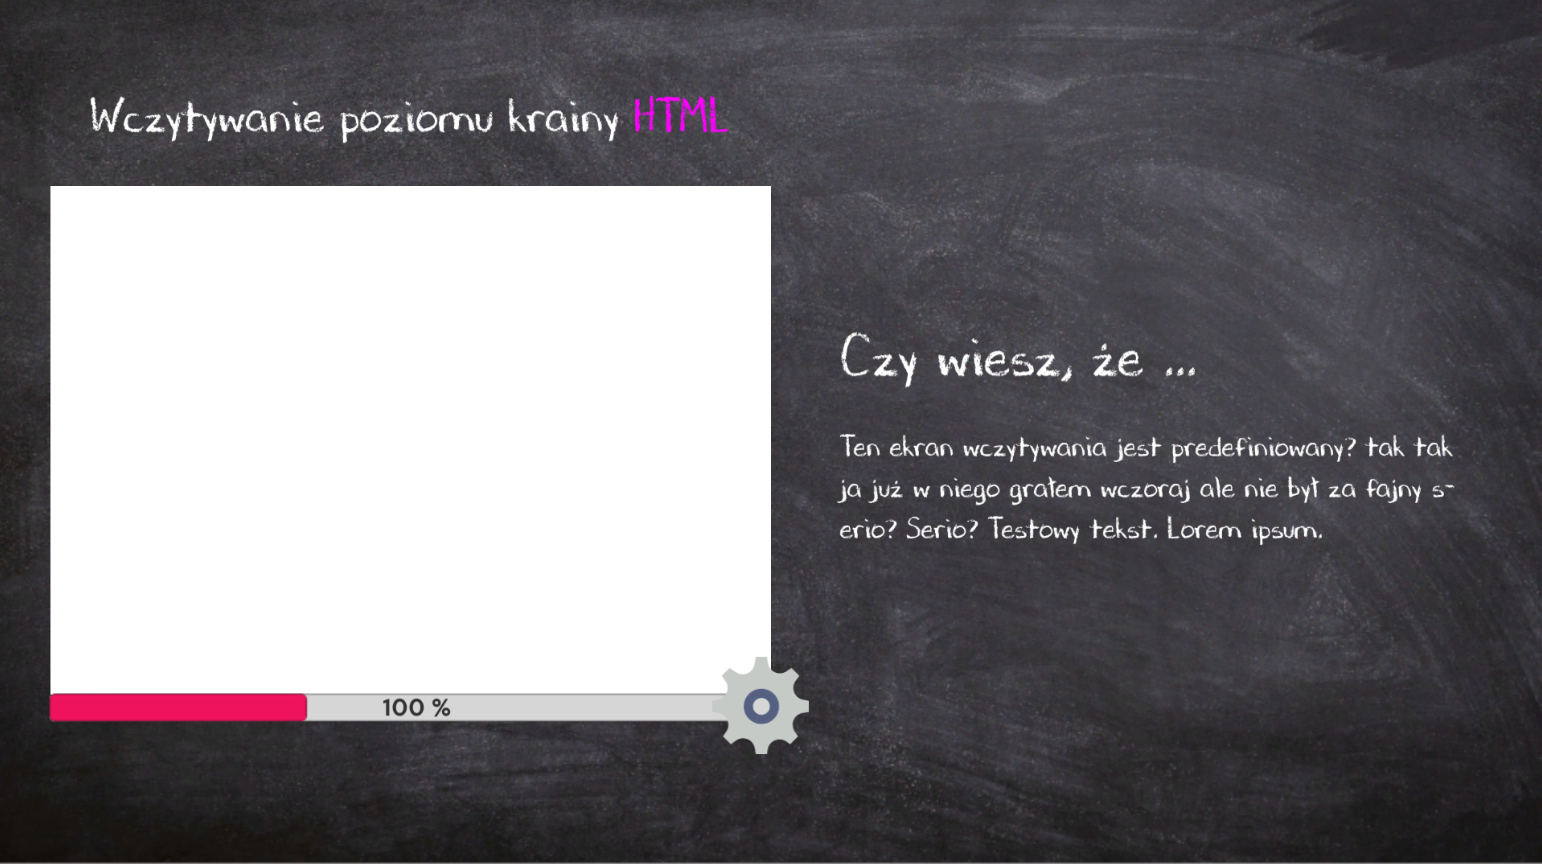 Wczytywanie poziomu krainy HTML
Czy wiesz, że ...
Ten ekran wczytywania jest predefiniowany? tak tak
ja już w niego grałem wczoraj ale nie był za fajny s-
erio? Serio? Testowy tekst. Lorem ipsum.
100 %